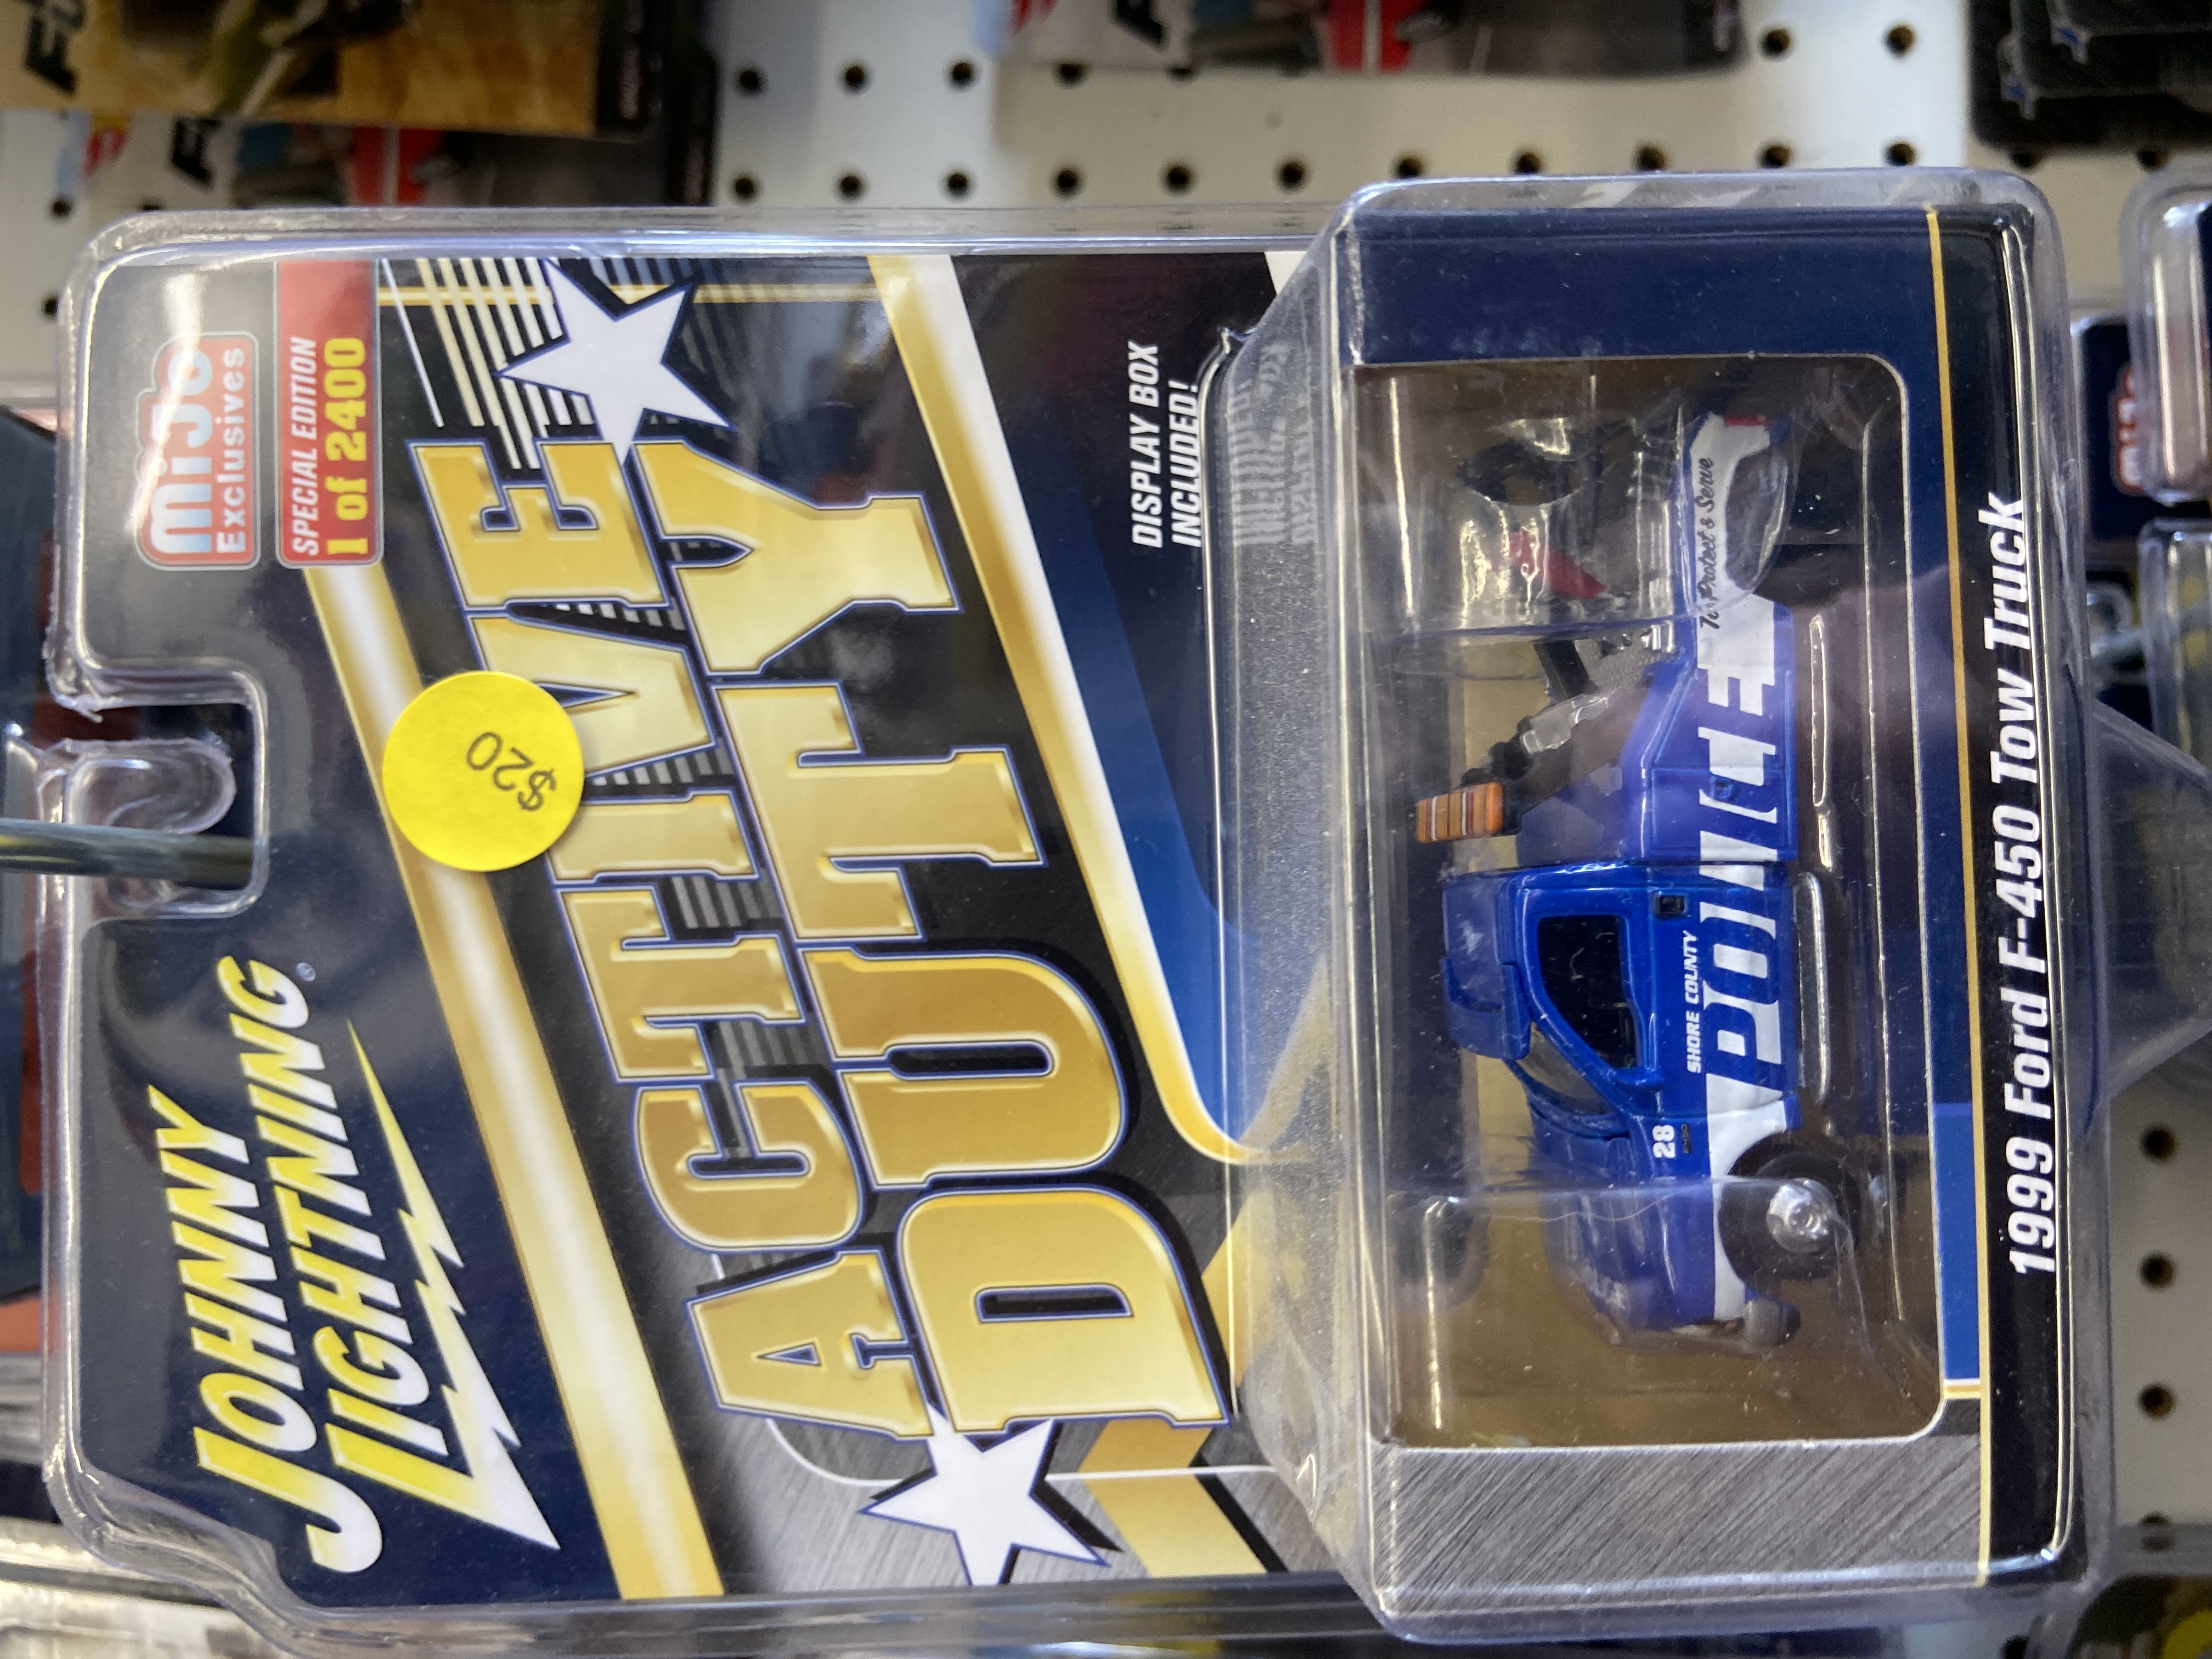 JOHNNY
LIGHTNING
®
MiJo
Exclusives
SPECIAL EDITION
1 of 2400
$20
ACTIVE
DUTY
DISPLAY BOX
INCLUDED!
SHORE COUNTY
POLICE
To Protect & Serve
28
1999 Ford F-450 Tow Truck